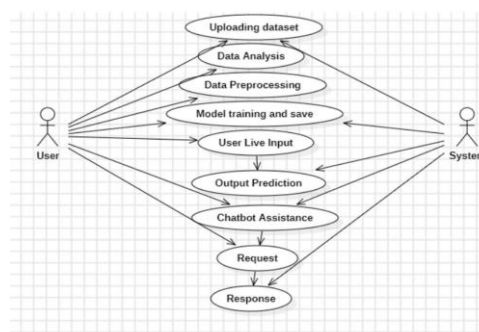 Uploading dataset
Data Analysis
Data Preprocessing
Model training and save
User Live Input
User
System
Output Prediction
Chatbot Assistance
Request
Response